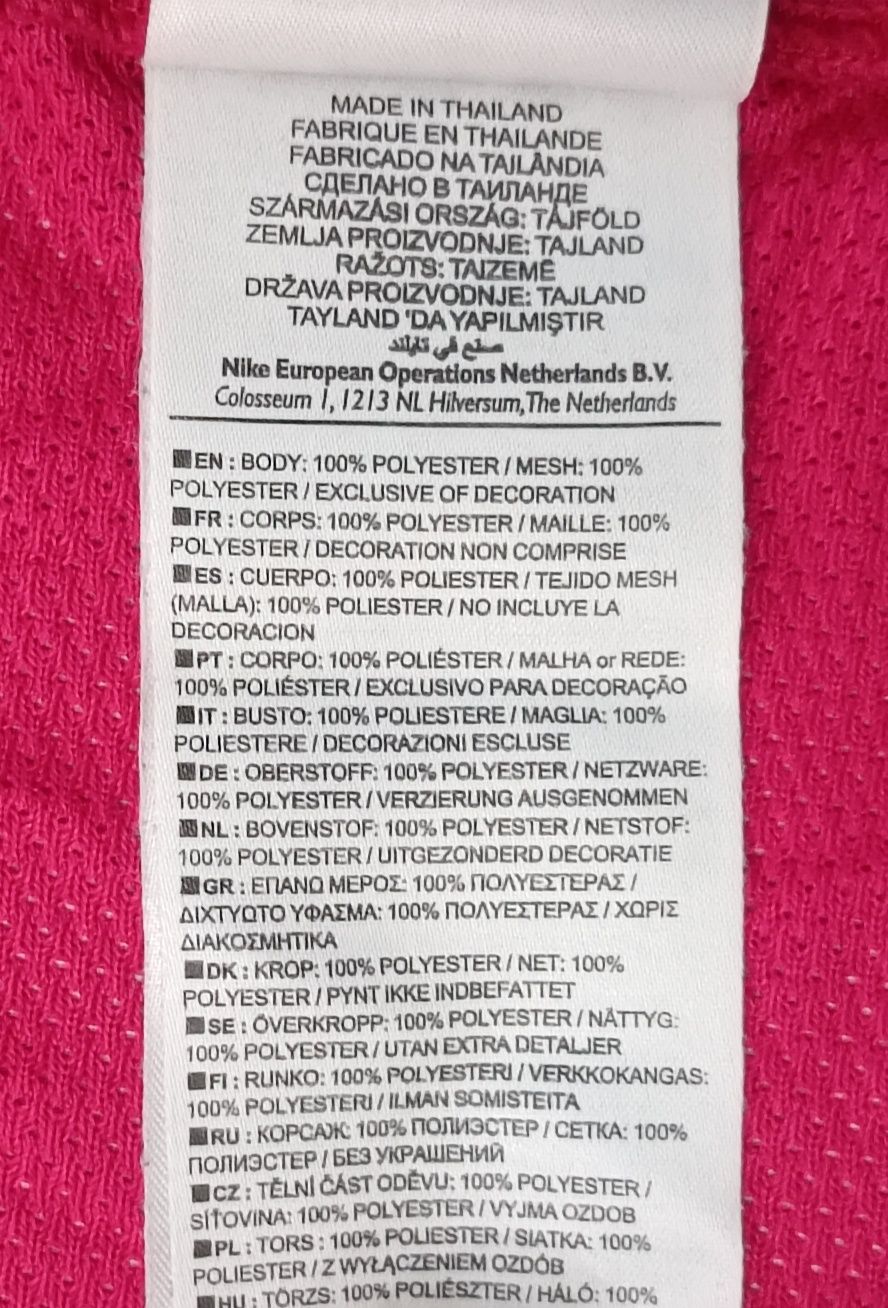 MADE IN THAILAND
FABRIQUE EN THAILANDE
FABRICADO NA TAILÂNDIA
СДЕЛАНО В ТАИЛАНДЕ
SZÁRMAZÁSI ORSZÁG: TÁJFÖLD
ZEMLJA PROIZVODNJE: TAJLAND
RAŽOTS: TAIZEMĒ
DRŽAVA PROIZVODNJE: TAJLAND
TAYLAND 'DA YAPILMIŞTIR
صنع في تايلاند
Nike European Operations Netherlands B.V.
Colosseum 1, 1213 NL Hilversum, The Netherlands
EN : BODY: 100% POLYESTER / MESH: 100%
POLYESTER / EXCLUSIVE OF DECORATION
FR : CORPS: 100% POLYESTER / MAILLE: 100%
POLYESTER / DECORATION NON COMPRISE
ES : CUERPO: 100% POLIESTER / TEJIDO MESH
(MALLA): 100% POLIESTER / NO INCLUYE LA
DECORACION
PT : CORPO: 100% POLIÉSTER / MALHA or REDE:
100% POLIÉSTER / EXCLUSIVO PARA DECORAÇÃO
IT : BUSTO: 100% POLIESTERE / MAGLIA: 100%
POLIESTERE / DECORAZIONI ESCLUSE
DE : OBERSTOFF: 100% POLYESTER / NETZWARE:
100% POLYESTER / VERZIERUNG AUSGENOMMEN
NL : BOVENSTOF: 100% POLYESTER / NETSTOF:
100% POLYESTER / UITGEZONDERD DECORATIE
GR : ΕΠΑΝΩ ΜΕΡΟΣ: 100% ΠΟΛΥΕΣΤΕΡΑΣ /
ΔΙΧΤΥΩΤΟ ΥΦΑΣΜΑ: 100% ΠΟΛΥΕΣΤΕΡΑΣ / ΧΩΡΙΣ
ΔΙΑΚΟΣΜΗΤΙΚΑ
DK : KROP: 100% POLYESTER / NET: 100%
POLYESTER / PYNT IKKE INDBEFATTET
SE : ÖVERKROPP: 100% POLYESTER / NÄTTYG:
100% POLYESTER / UTAN EXTRA DETALJER
FI : RUNKO: 100% POLYESTERI / VERKKOKANGAS:
100% POLYESTERI / ILMAN SOMISTEITA
RU : КОРСАЖ: 100% ПОЛИЭСТЕР / СЕТКА: 100%
ПОЛИЭСТЕР / БЕЗ УКРАШЕНИЙ
CZ : TĚLNÍ ČÁST ODĚVU: 100% POLYESTER /
SÍŤOVINA: 100% POLYESTER / VYJMA OZDOB
PL : TORS : 100% POLIESTER / SIATKA: 100%
POLIESTER / Z WYŁĄCZENIEM OZDÓB
HU : TÖRZS: 100% POLIÉSZTER / HÁLÓ: 100%